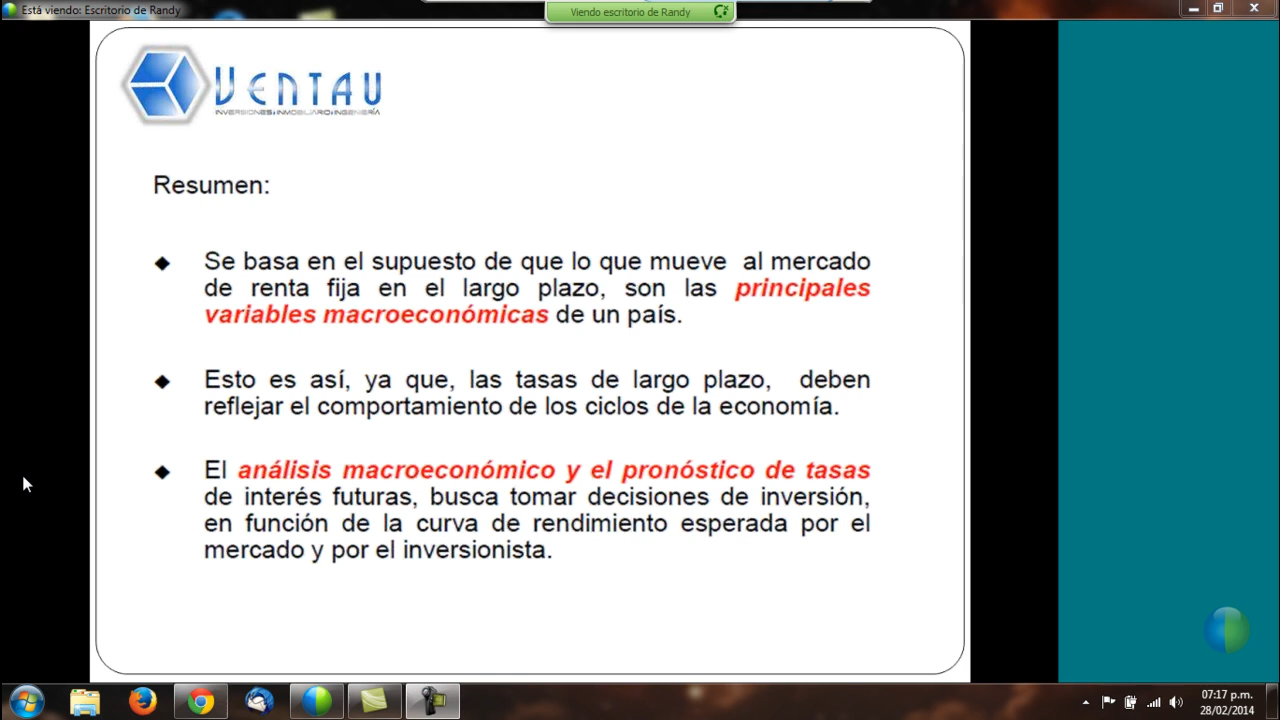 Está viendo: Escritorio de Randy
Viendo escritorio de Randy
VENTAU
INVERSIONES INMOBILIARIO INGENIERÍA
Resumen:
Se basa en el supuesto de que lo que mueve al mercado
de renta fija en el largo plazo, son las principales
variables macroeconómicas de un país.
Esto es así, ya que, las tasas de largo plazo, deben
reflejar el comportamiento de los ciclos de la economía.
El análisis macroeconómico y el pronóstico de tasas
de interés futuras, busca tomar decisiones de inversión,
en función de la curva de rendimiento esperada por el
mercado y por el inversionista.
07:17 p.m.
28/02/2014